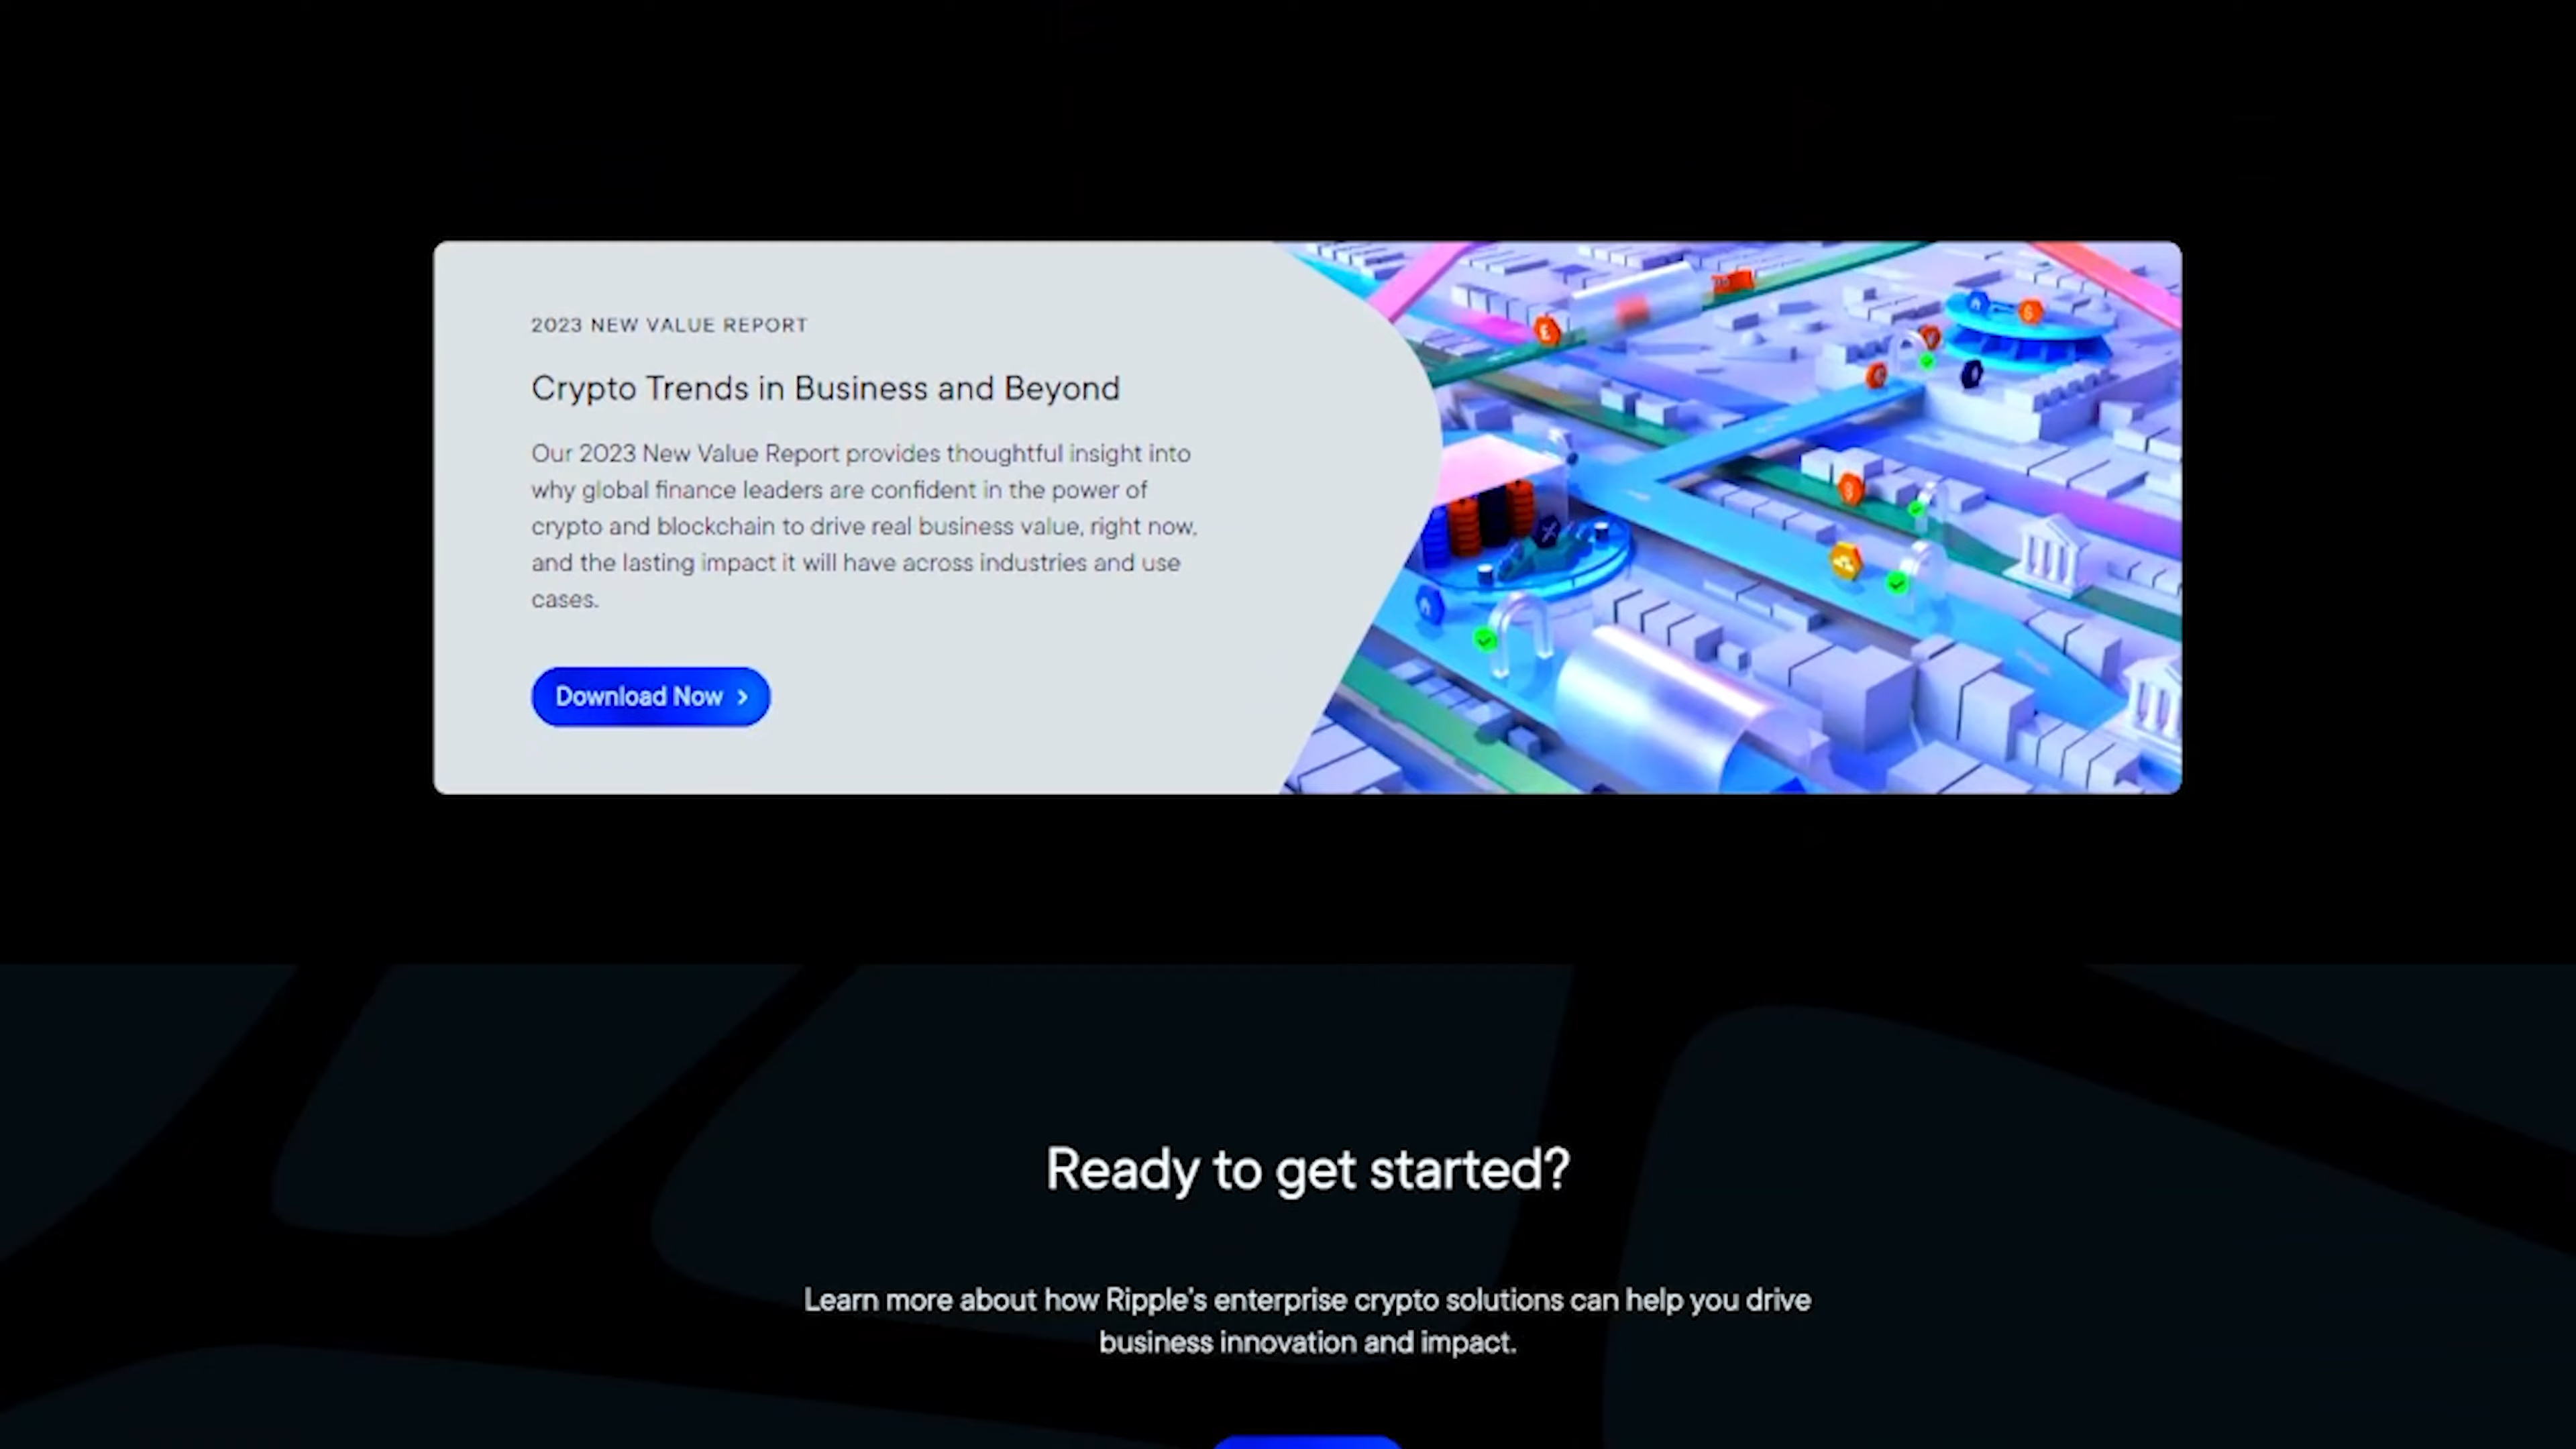 2023 NEW VALUE REPORT
Crypto Trends in Business and Beyond
Our 2023 New Value Report provides thoughtful insight into
why global finance leaders are confident in the power of
crypto and blockchain to drive real business value, right now,
and the lasting impact it will have across industries and use
cases.
Download Now
Ready to get started?
Learn more about how Ripple's enterprise crypto solutions can help you drive
business innovation and impact.